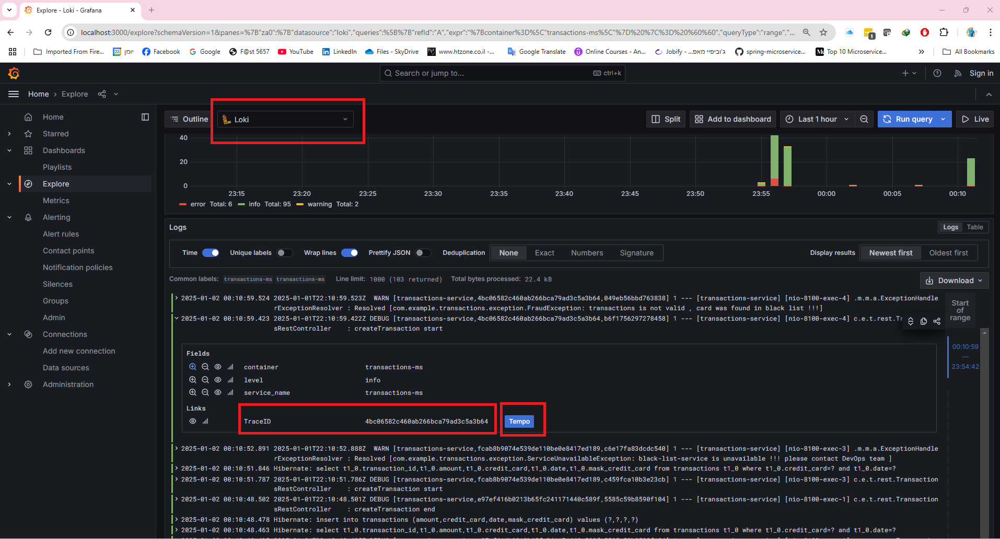 Explore - Loki - Grafana
localhost:3000/explore?schemaVersion=1&panes=%7B"za0":%7B"datasource":"loki","queries":%5B%7B"refId":"A","expr":"%7Bcontainer%3D%5C"transactions-ms%5C"%7D%20%7C%3D%20%60%60","queryType":"range",...
Imported From Fire... יומן Facebook Google F@st 5657 YouTube LinkedIn Files - SkyDrive www.htzone.co.il -... Google Translate Online Courses - An... Jobify -...ג'וביפיי מאפ spring-microservice... Top 10 Microservice... » All Bookmarks
Search or jump to... ctrl+k Sign in
Home › Explore
Home
Starred
Dashboards
Playlists
Explore
Metrics
Alerting
Alert rules
Contact points
Notification policies
Silences
Groups
Admin
Connections
Add new connection
Data sources
Administration
Outline Loki Split Add to dashboard Last 1 hour Run query Live
40
20
0
23:15 23:20 23:25 23:30 23:35 23:40 23:45 23:50 23:55 00:00 00:05 00:10
error Total: 6 info Total: 95 warning Total: 2
Logs Logs Table
Time Unique labels Wrap lines Prettify JSON Deduplication None Exact Numbers Signature Display results Newest first Oldest first
Common labels: transactions-ms transactions-ms Line limit: 1000 (103 returned) Total bytes processed: 22.4 kB Download
2025-01-02 00:10:59.524 2025-01-01T22:10:59.523Z WARN [transactions-service,4bc06582c460ab266bca79ad3c5a3b64,049eb56bbd763838] 1 --- [transactions-service] [nio-8100-exec-4] .m.m.a.ExceptionHandle
rExceptionResolver : Resolved [com.example.transactions.exception.FraudException: transactions is not valid , card was found in black list !!!]
2025-01-02 00:10:59.423 2025-01-01T22:10:59.422Z DEBUG [transactions-service,4bc06582c460ab266bca79ad3c5a3b64,b6f1756297278458] 1 --- [transactions-service] [nio-8100-exec-4] c.e.t.rest.Tr
sRestController : createTransaction start
Start
of
range
00:10:59
—
23:54:42
Fields
container transactions-ms
level info
service_name transactions-ms
Links
TraceID 4bc06582c460ab266bca79ad3c5a3b64 Tempo
2025-01-02 00:10:52.891 2025-01-01T22:10:52.888Z WARN [transactions-service,fcab8b9074e539de110be0e8417ed189,c6e17fa83dcdc540] 1 --- [transactions-service] [nio-8100-exec-3] .m.m.a.ExceptionHandle
rExceptionResolver : Resolved [com.example.transactions.exception.ServiceUnavailableException: black-list-service is unavailable !!! please contact DevOps team ]
2025-01-02 00:10:51.846 Hibernate: select t1_0.transaction_id,t1_0.amount,t1_0.credit_card,t1_0.date,t1_0.mask_credit_card from transactions t1_0 where t1_0.credit_card=? and t1_0.date=?
2025-01-02 00:10:51.787 2025-01-01T22:10:51.786Z DEBUG [transactions-service,fcab8b9074e539de110be0e8417ed189,c459fca10b3e23cb] 1 --- [transactions-service] [nio-8100-exec-3] c.e.t.rest.Transaction
sRestController : createTransaction start
2025-01-02 00:10:48.502 2025-01-01T22:10:48.501Z DEBUG [transactions-service,e97ef416b0213b65fc241171440c589f,5585c59b8590f104] 1 --- [transactions-service] [nio-8100-exec-1] c.e.t.rest.Transaction
sRestController : createTransaction end
2025-01-02 00:10:48.478 Hibernate: insert into transactions (amount,credit_card,date,mask_credit_card) values (?,?,?,?)
2025-01-02 00:10:48.463 Hibernate: select t1_0.transaction_id,t1_0.amount,t1_0.credit_card,t1_0.date,t1_0.mask_credit_card from transactions t1_0 where t1_0.credit_card=? and t1_0.date=?